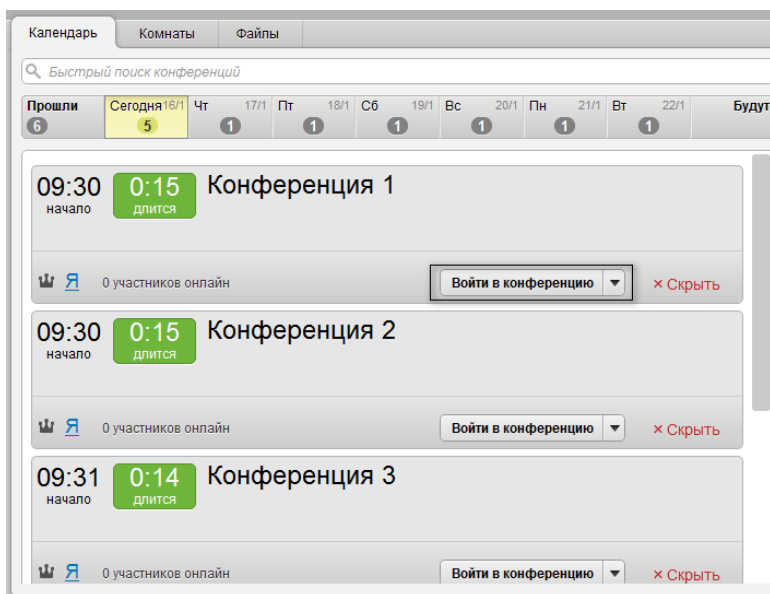 Календарь Комнаты Файлы
Быстрый поиск конференций
Прошли Сегодня 16/1 Чт 17/1 Пт 18/1 Сб 19/1 Вс 20/1 Пн 21/1 Вт 22/1 Будут
6 5 1 1 1 1 1 1
09:30 0:15 Конференция 1
начало длится
Я 0 участников онлайн Войти в конференцию × Скрыть
09:30 0:15 Конференция 2
начало длится
Я 0 участников онлайн Войти в конференцию × Скрыть
09:31 0:14 Конференция 3
начало длится
Я 0 участников онлайн Войти в конференцию × Скрыть